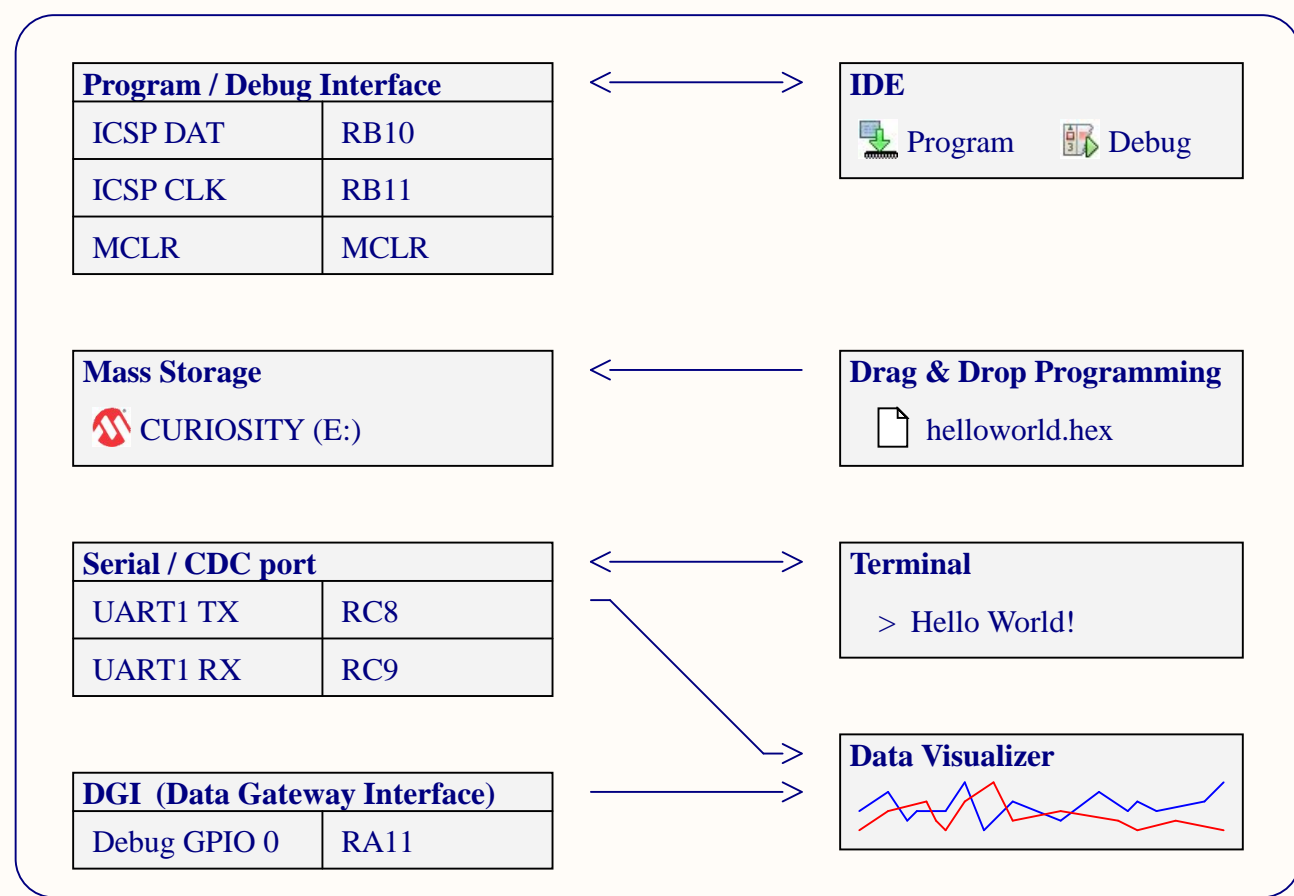 Program / Debug Interface
ICSP DAT RB10
ICSP CLK RB11
MCLR MCLR
IDE
Program Debug
Mass Storage
CURIOSITY (E:)
Drag & Drop Programming
helloworld.hex
Serial / CDC port
UART1 TX RC8
UART1 RX RC9
Terminal
> Hello World!
DGI (Data Gateway Interface)
Debug GPIO 0 RA11
Data Visualizer